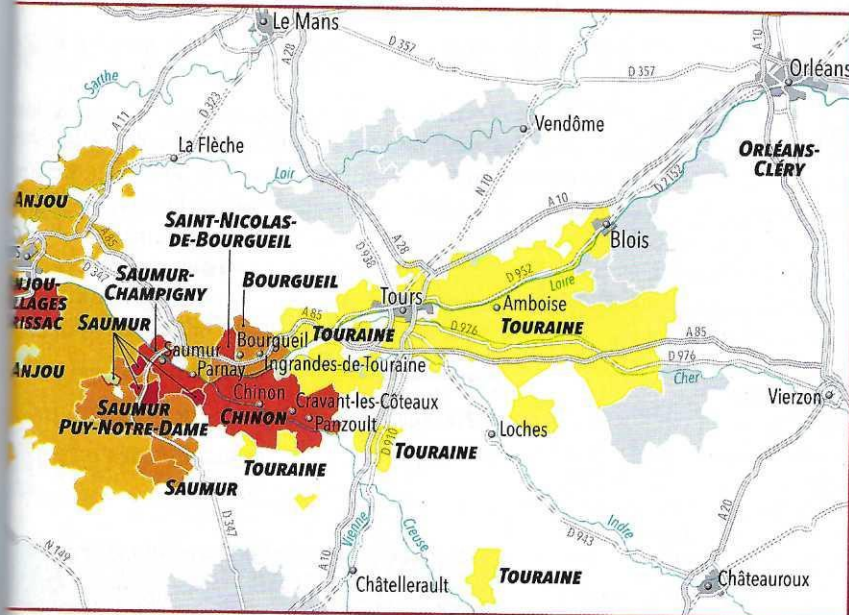 Le Mans
A 28
D 357
D 357
A 10
Orléans
Sarthe
A 11
D 323
Vendôme
La Flèche
Loir
N 10
ORLÉANS-
CLÉRY
D 2152
A 10
ANJOU
SAINT-NICOLAS-
DE-BOURGUEIL
A 28
D 938
Blois
A 85
D 347
SAUMUR-
CHAMPIGNY
BOURGUEIL
D 952
Loire
Tours
Amboise
NJOU-
LLAGES
RISSAC
SAUMUR
A 85
TOURAINE
D 976
TOURAINE
A 85
Bourgueil
Saumur
Ingrandes-de-Touraine
Parnay
D 976
Cher
ANJOU
Chinon
Cravant-les-Côteaux
Vierzon
SAUMUR
PUY-NOTRE-DAME
CHINON
Panzoult
Loches
TOURAINE
D 910
TOURAINE
SAUMUR
A 20
D 347
Indre
N 149
A 10
Vienne
Creuse
D 943
Châtellerault
TOURAINE
Châteauroux